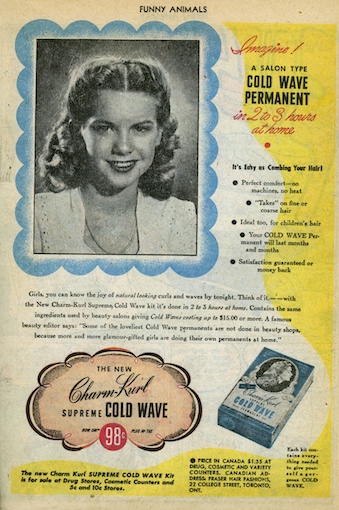 FUNNY ANIMALS
Imagine!
A SALON TYPE
COLD WAVE
PERMANENT
in 2 to 3 hours
at home
It's Easy as Combing Your Hair!
● Perfect comfort—no
machines, no heat
● "Takes" on fine or
coarse hair
● Ideal too, for children's hair
● Your COLD WAVE Per-
manent will last months
and months
● Satisfaction guaranteed or
money back
Girls, you can know the joy of natural looking curls and waves by tonight. Think of it—--with
the New Charm-Kurl Supreme Cold Wave kit it's done in 2 to 3 hours at home. Contains the same
ingredients used by beauty salons giving Cold Waves costing up to $15.00 or more. A famous
beauty editor says: "Some of the loveliest Cold Wave permanents are not done in beauty shops,
because more and more glamour-gifted girls are doing their own permanents at home."
THE NEW
Charm-Kurl
SUPREME COLD WAVE
98¢
PLUS
Charm-Kurl
COLD WAVE
The new Charm Kurl SUPREME COLD WAVE Kit
is for sale at Drug Stores, Cosmetic Counters and
5c and 10c Stores.
● PRICE IN CANADA $1.35 AT
DRUG, COSMETIC AND VARIETY
COUNTERS. CANADIAN AD-
DRESS: FRASER HAIR FASHIONS,
22 COLLEGE STREET, TORONTO,
ONT.
Each kit con-
tains every-
thing needed
to give your-
self a gor-
geous COLD
WAVE.